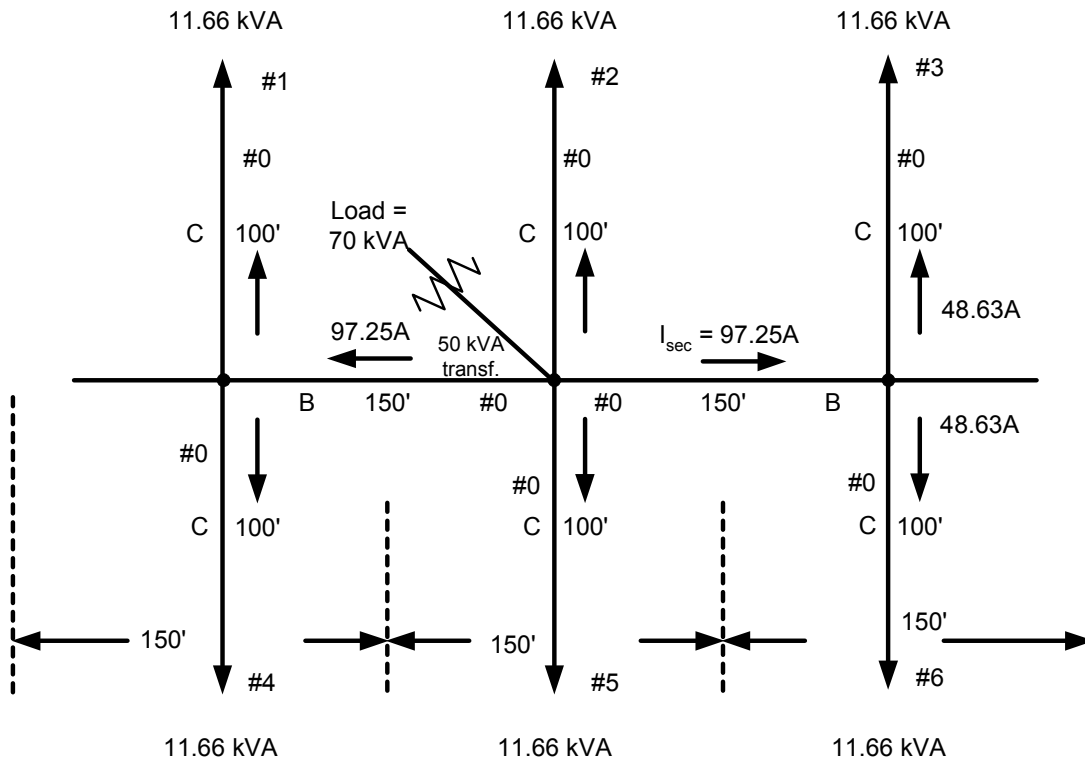 11.66 kVA 11.66 kVA 11.66 kVA
#1 #2 #3
#0 #0 #0
Load =
70 kVA
C 100' C 100' C 100'
48.63A
97.25A
50 kVA
transf.
Isec = 97.25A
B 150' #0 #0 150' B
48.63A
#0 #0 #0
C 100' C 100' C 100'
150' 150' 150'
#4 #5 #6
11.66 kVA 11.66 kVA 11.66 kVA